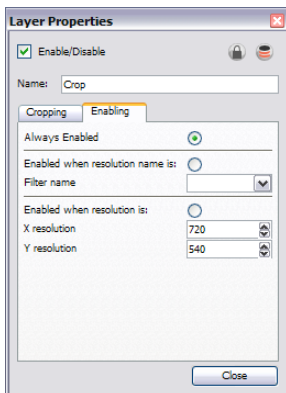 Layer Properties
Enable/Disable
Name: Crop
Cropping Enabling
Always Enabled
Enabled when resolution name is:
Filter name
Enabled when resolution is:
X resolution 720
Y resolution 540
Close